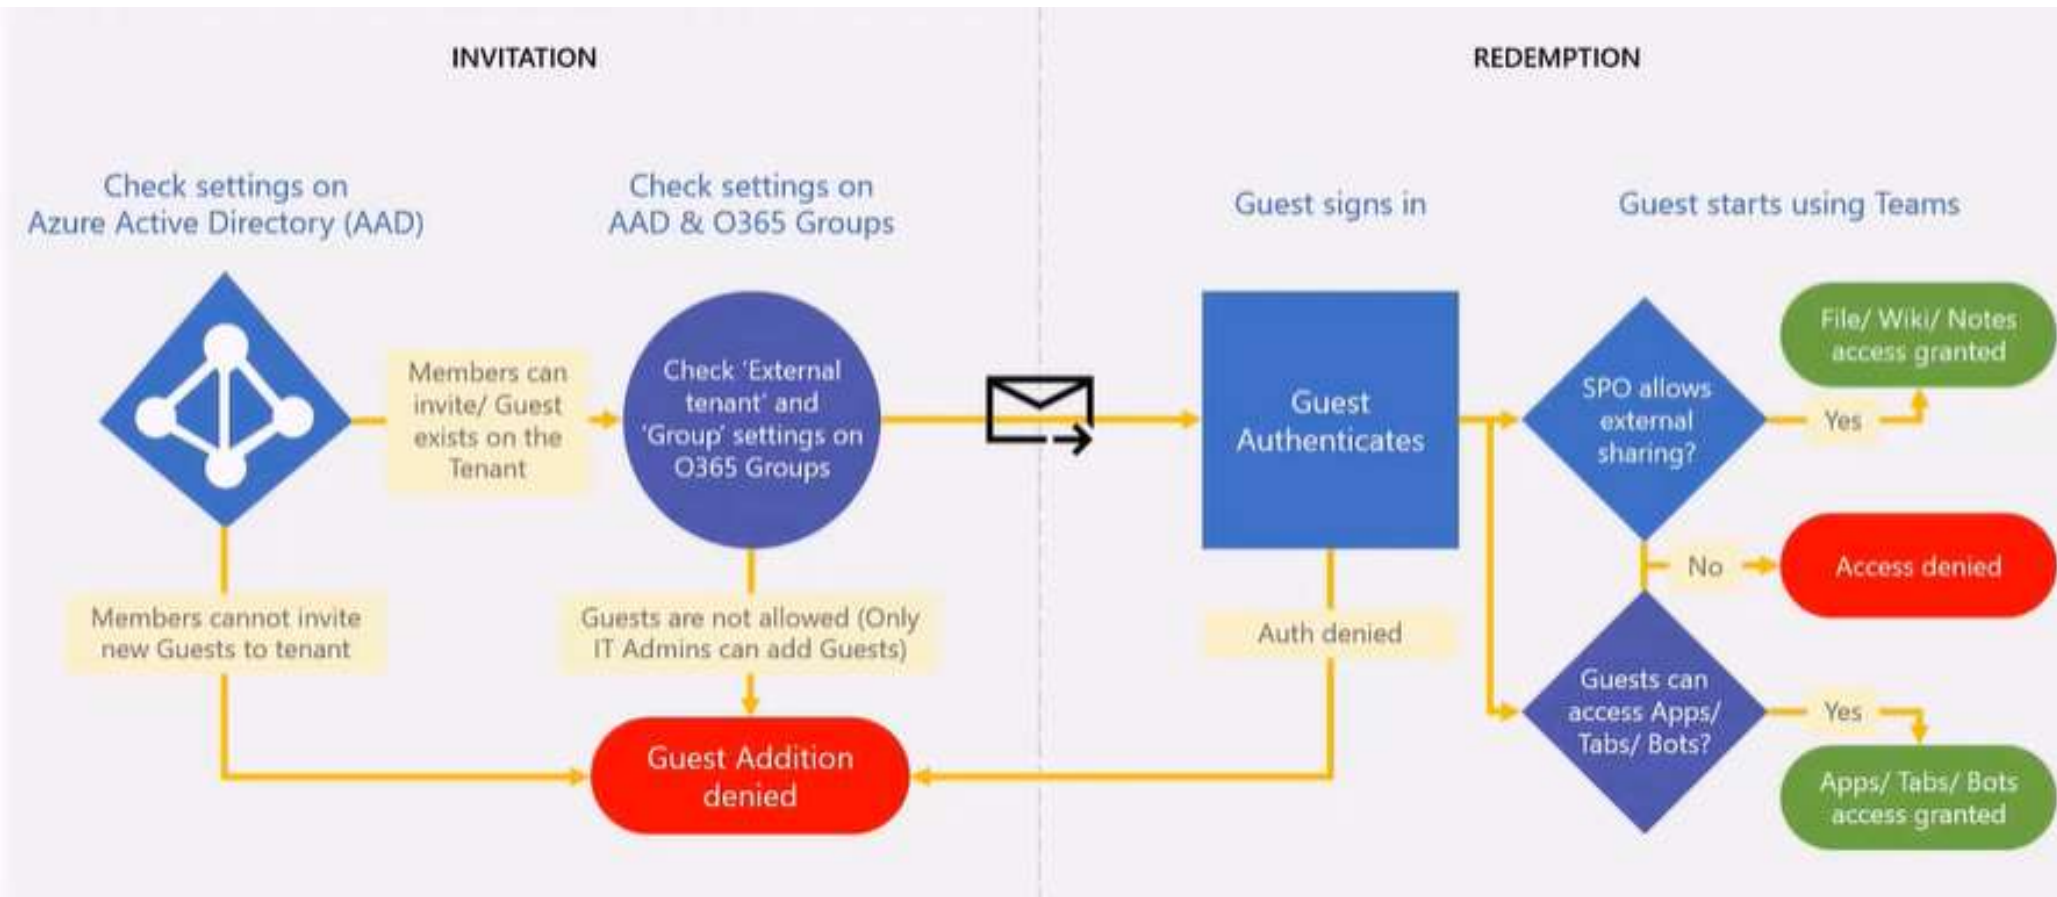 INVITATION
REDEMPTION
Check settings on
Azure Active Directory (AAD)
Check settings on
AAD & O365 Groups
Guest signs in
Guest starts using Teams
Members can
invite/ Guest
exists on the
Tenant
Check 'External
tenant' and
'Group' settings on
O365 Groups
Guest
Authenticates
SPO allows
external
sharing?
Yes
File/ Wiki/ Notes
access granted
No
Access denied
Members cannot invite
new Guests to tenant
Guests are not allowed (Only
IT Admins can add Guests)
Auth denied
Guest Addition
denied
Guests can
access Apps/
Tabs/ Bots?
Yes
Apps/ Tabs/ Bots
access granted